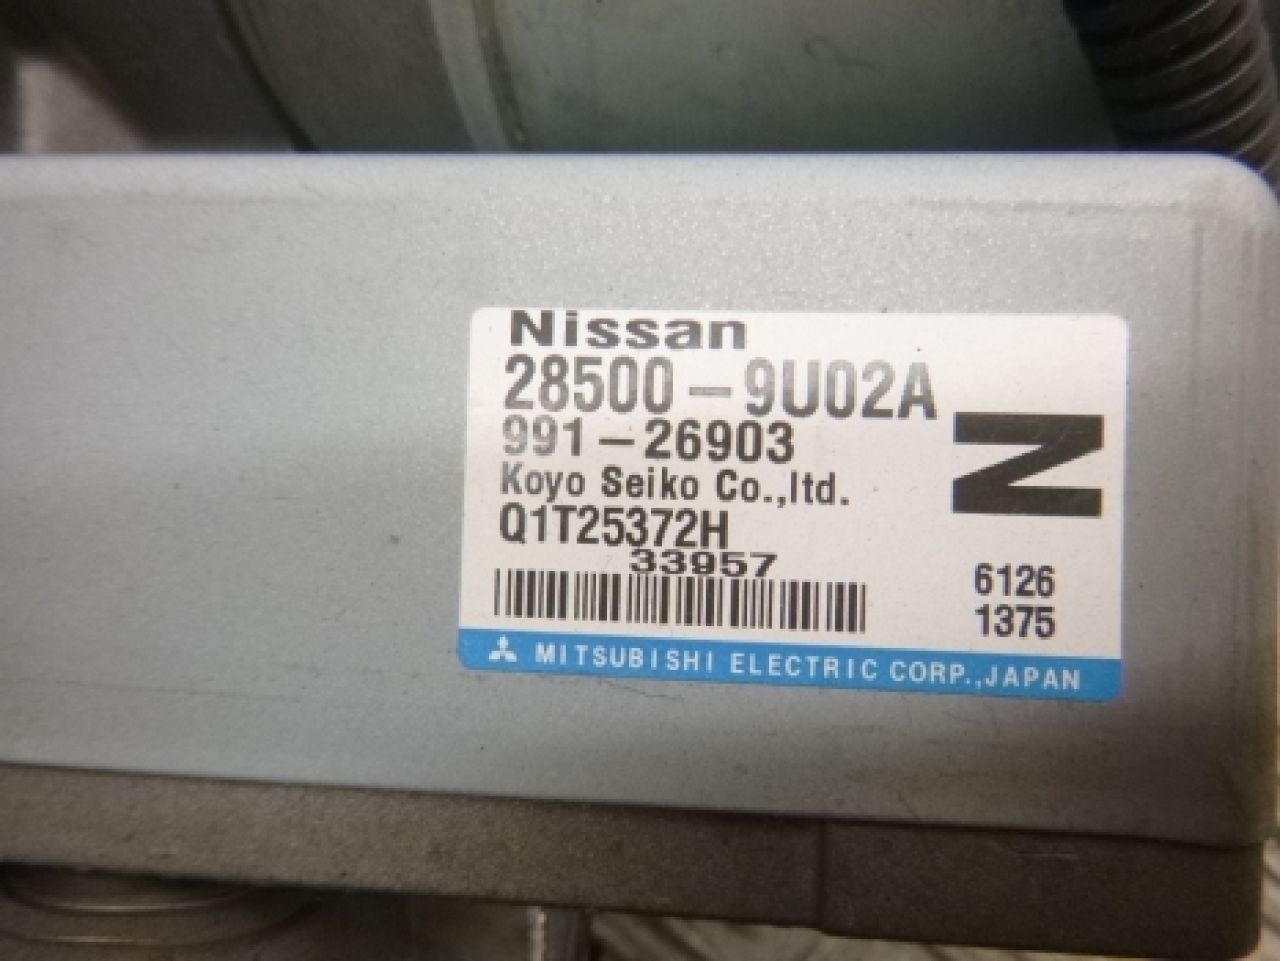 Nissan
28500-9U02A
991-26903
N
Koyo Seiko Co.,ltd.
Q1T25372H
33957
6126
1375
MITSUBISHI ELECTRIC CORP.,JAPAN